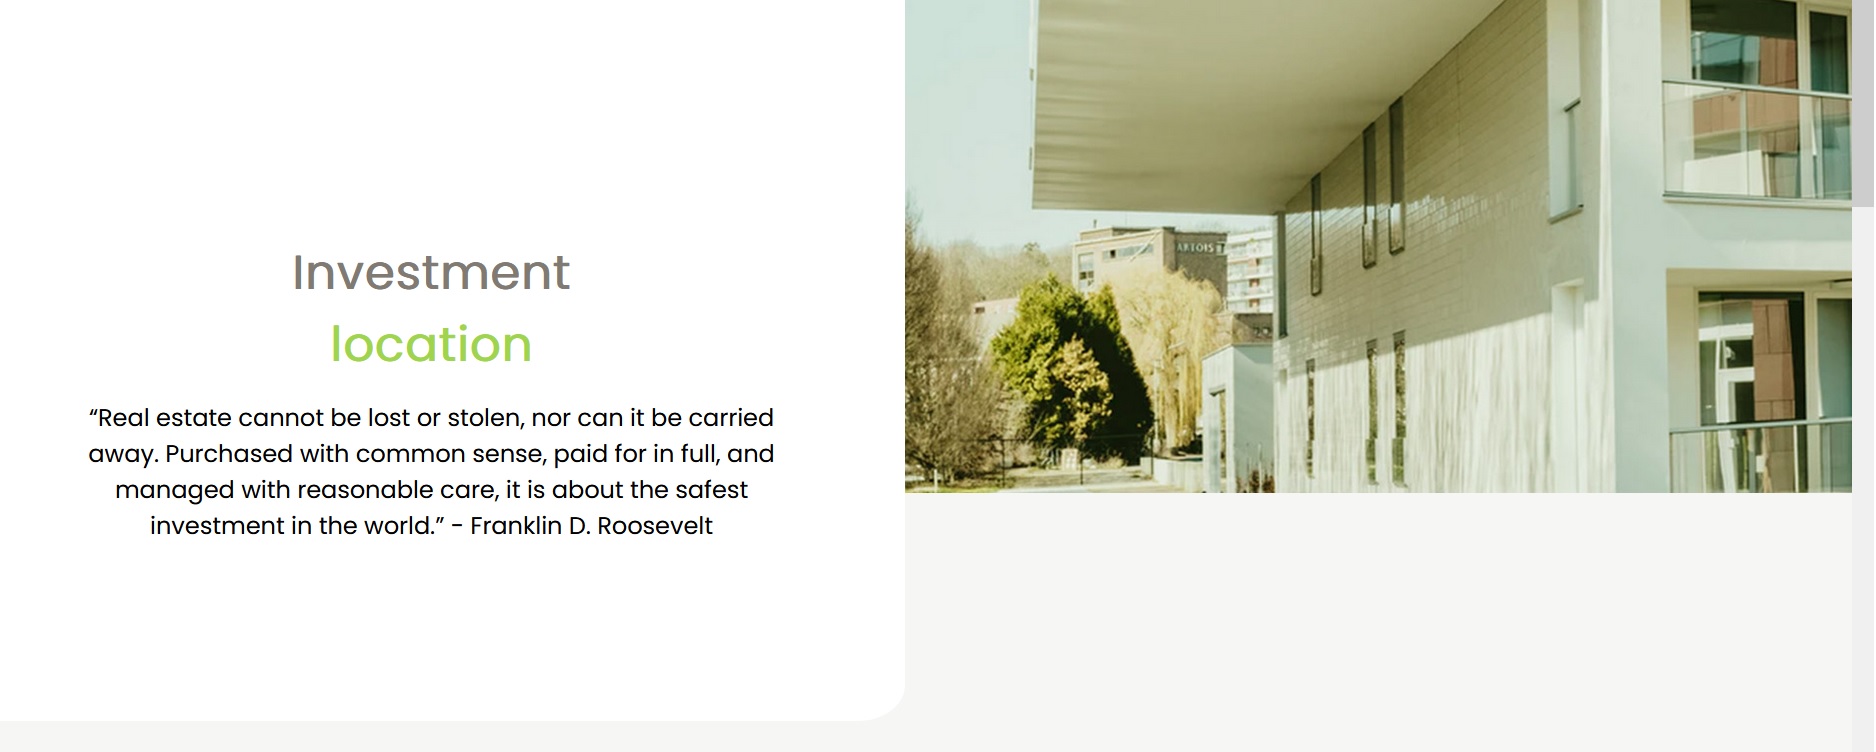 Investment
location
“Real estate cannot be lost or stolen, nor can it be carried
away. Purchased with common sense, paid for in full, and
managed with reasonable care, it is about the safest
investment in the world.” - Franklin D. Roosevelt
ARTOIS